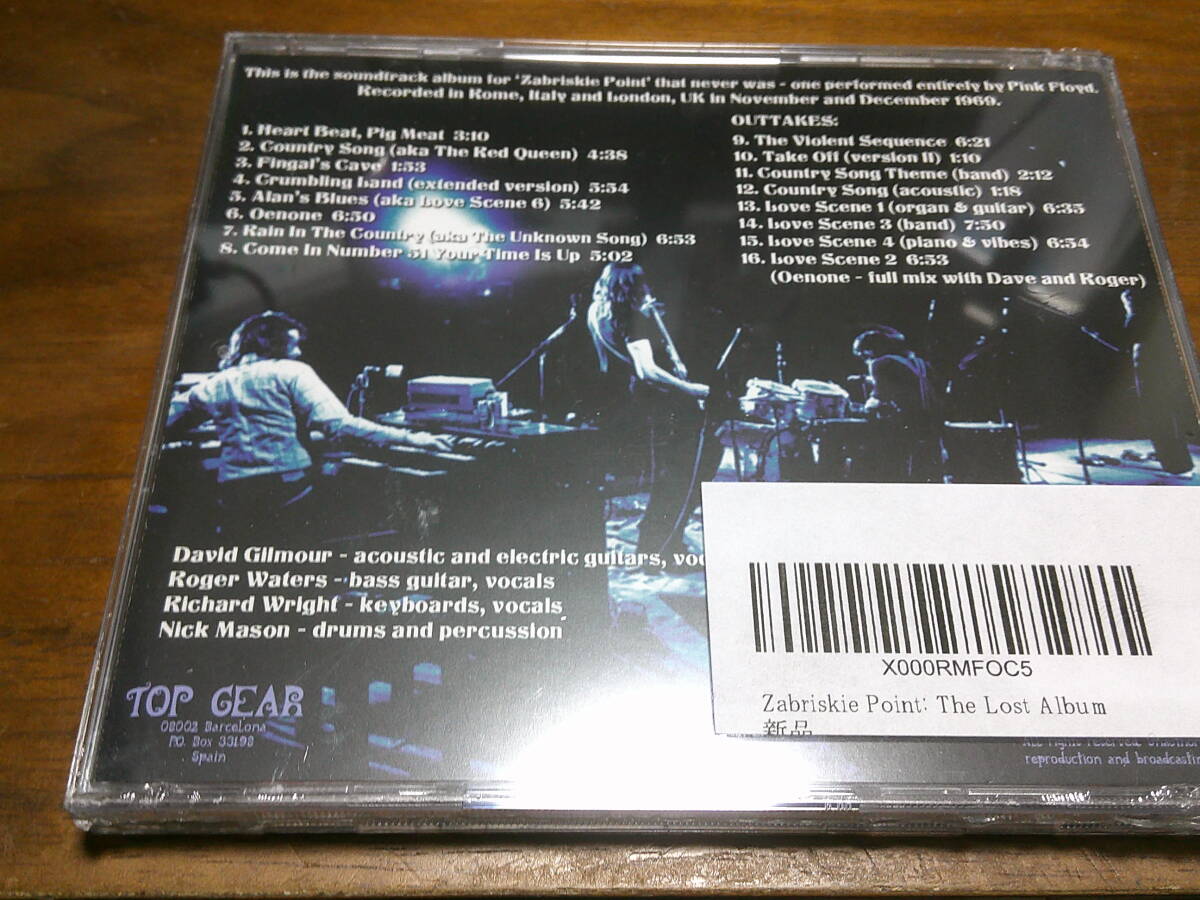 This is the soundtrack album for 'Zabriskie Point' that never was - one performed entirely by Pink Floyd.
Recorded in Rome, Italy and London, UK in November and December 1969.
1. Heart Beat, Pig Meat 3:10
2. Country Song (aka The Red Queen) 4:38
3. Fingal's Cave 1:53
4. Crumbling Land (extended version) 5:54
5. Alan's Blues (aka Love Scene 6) 5:42
6. Oenone 6:50
7. Rain In The Country (aka The Unknown Song) 6:53
8. Come In Number 51 Your Time Is Up 5:02
OUTTAKES:
9. The Violent Sequence 6:21
10. Take Off (version II) 1:10
11. Country Song Theme (band) 2:12
12. Country Song (acoustic) 1:18
13. Love Scene 1 (organ & guitar) 6:35
14. Love Scene 3 (band) 7:50
15. Love Scene 4 (piano & vibes) 6:54
16. Love Scene 2 6:53
(Oenone - full mix with Dave and Roger)
David Gilmour - acoustic and electric guitars, voc
Roger Waters - bass guitar, vocals
Richard Wright - keyboards, vocals
Nick Mason - drums and percussion
TOP GEAR
08002 Barcelona
P.O. Box 33198
Spain
X000RMFOC5
Zabriskie Point: The Lost Album
新品
reproduction and broadcastin